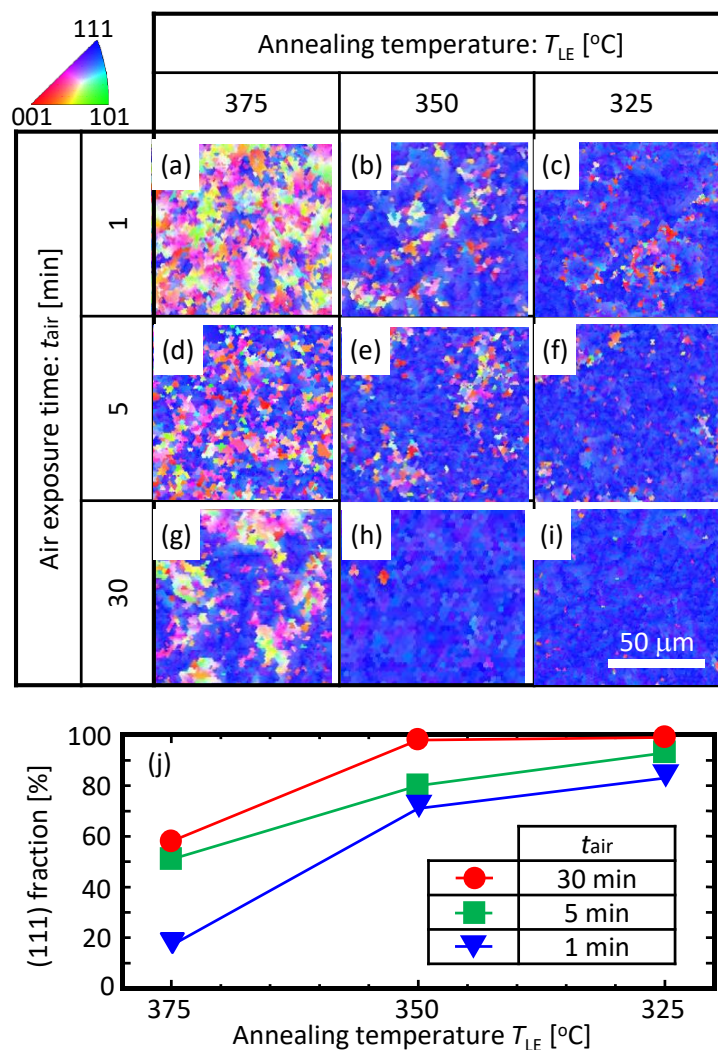 111
001 101
Annealing temperature: TLE [oC]
375 350 325
Air exposure time: tair [min]
1
(a) (b) (c)
5
(d) (e) (f)
30
(g) (h) (i)
50 μm
(j)
(111) fraction [%]
100
80
60
40
20
0
tair
30 min
5 min
1 min
375 350 325
Annealing temperature TLE [oC]